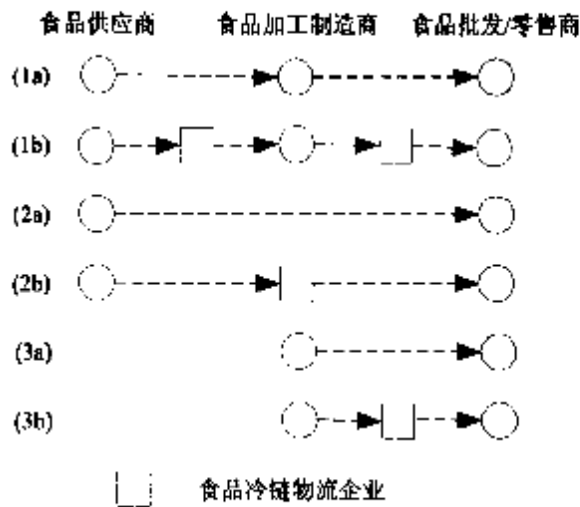 食品供应商 食品加工制造商 食品批发/零售商
(1a)
(1b)
(2a)
(2b)
(3a)
(3b)
食品冷链物流企业